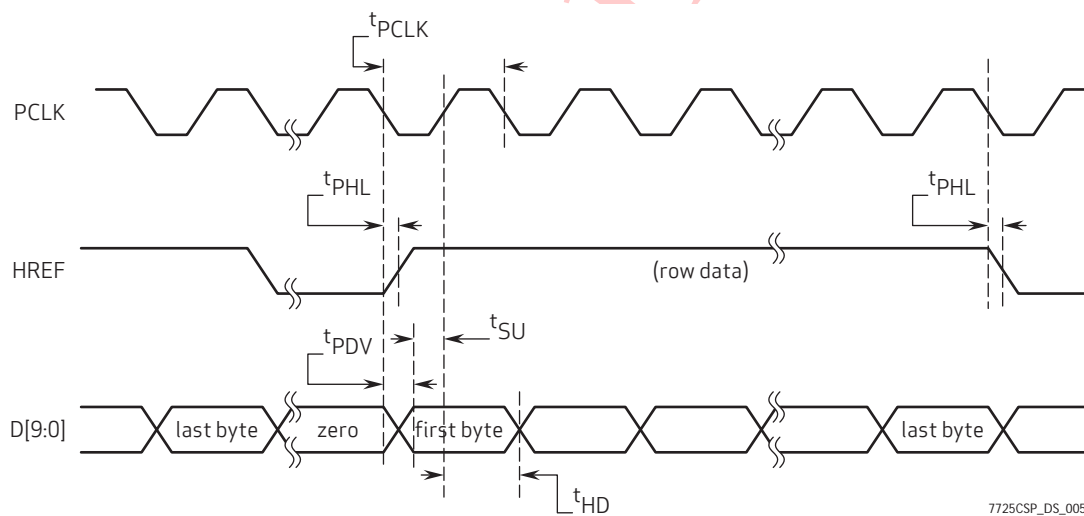 tPCLK
PCLK
tPHL
tPHL
HREF
(row data)
tSU
tPDV
D[9:0]
last byte
zero
first byte
last byte
tHD
7725CSP_DS_005